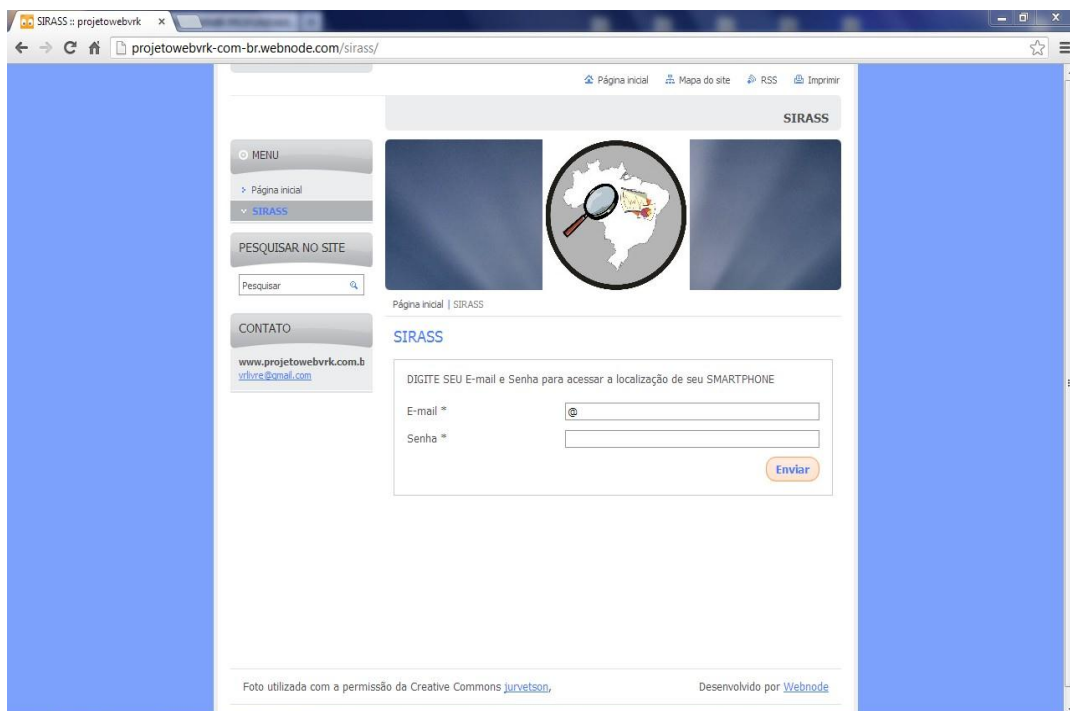 SIRASS :: projetowebvrk
projetowebvrk-com-br.webnode.com/sirass/
Página inicial Mapa do site RSS Imprimir
SIRASS
MENU
Página inicial
SIRASS
PESQUISAR NO SITE
Pesquisar
CONTATO
www.projetowebvrk.com.b
vrlivre@gmail.com
Página inicial | SIRASS
SIRASS
DIGITE SEU E-mail e Senha para acessar a localização de seu SMARTPHONE
E-mail *
@
Senha *
Enviar
Foto utilizada com a permissão da Creative Commons jurvetson,
Desenvolvido por Webnode